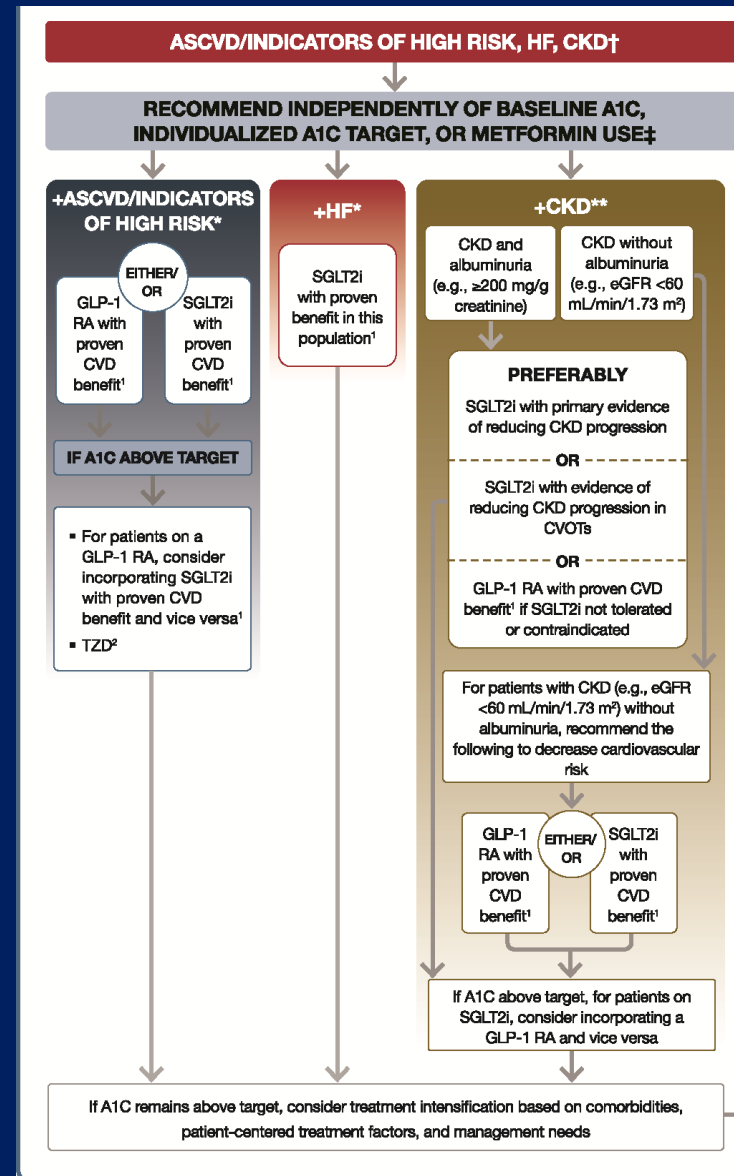 ASCVD/INDICATORS OF HIGH RISK, HF, CKD†
RECOMMEND INDEPENDENTLY OF BASELINE A1C,
INDIVIDUALIZED A1C TARGET, OR METFORMIN USE‡
+ASCVD/INDICATORS
OF HIGH RISK*
EITHER/
OR
GLP-1
RA with
proven
CVD
benefit¹
SGLT2i
with
proven
CVD
benefit¹
IF A1C ABOVE TARGET
▪ For patients on a
GLP-1 RA, consider
incorporating SGLT2i
with proven CVD
benefit and vice versa¹
▪ TZD²
+HF*
SGLT2i
with proven
benefit in this
population¹
+CKD**
CKD and
albuminuria
(e.g., ≥200 mg/g
creatinine)
CKD without
albuminuria
(e.g., eGFR <60
mL/min/1.73 m²)
PREFERABLY
SGLT2i with primary evidence
of reducing CKD progression
OR
SGLT2i with evidence of
reducing CKD progression in
CVOTs
OR
GLP-1 RA with proven CVD
benefit¹ if SGLT2i not tolerated
or contraindicated
For patients with CKD (e.g., eGFR
<60 mL/min/1.73 m²) without
albuminuria, recommend the
following to decrease cardiovascular
risk
GLP-1
RA with
proven
CVD
benefit¹
EITHER/
OR
SGLT2i
with
proven
CVD
benefit¹
If A1C above target, for patients on
SGLT2i, consider incorporating a
GLP-1 RA and vice versa
If A1C remains above target, consider treatment intensification based on comorbidities,
patient-centered treatment factors, and management needs